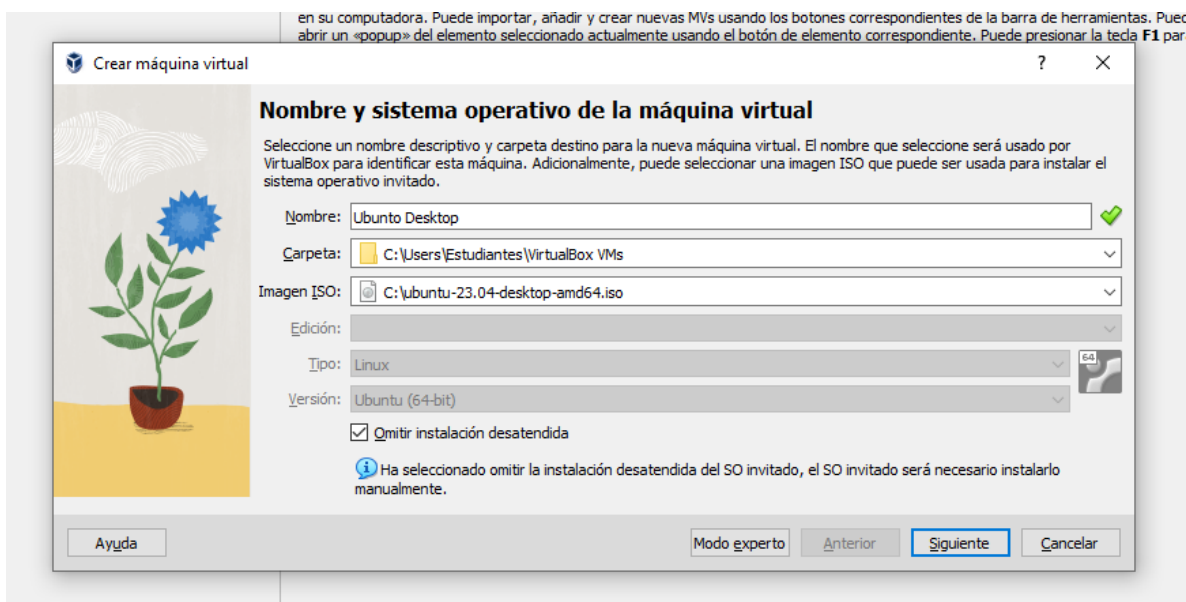 en su computadora. Puede importar, añadir y crear nuevas MVs usando los botones correspondientes de la barra de herramientas.
abrir un «popup» del elemento seleccionado actualmente usando el botón de elemento correspondiente. Puede presionar la tecla F1
Crear máquina virtual
Nombre y sistema operativo de la máquina virtual
Seleccione un nombre descriptivo y carpeta destino para la nueva máquina virtual. El nombre que seleccione será usado por
VirtualBox para identificar esta máquina. Adicionalmente, puede seleccionar una imagen ISO que puede ser usada para instalar el
sistema operativo invitado.
Nombre: Ubunto Desktop
Carpeta: C:\Users\Estudiantes\VirtualBox VMs
Imagen ISO: C:\ubuntu-23.04-desktop-amd64.iso
Edición:
Tipo: Linux 64
Versión: Ubuntu (64-bit)
Omitir instalación desatendida
Ha seleccionado omitir la instalación desatendida del SO invitado, el SO invitado será necesario instalarlo
manualmente.
Ayuda Modo experto Anterior Siguiente Cancelar